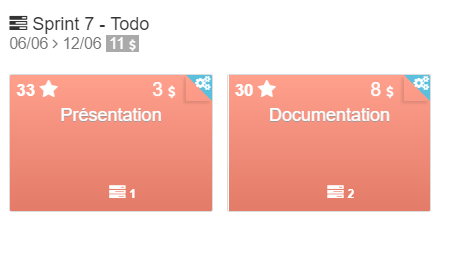 Sprint 7 - Todo
06/06 > 12/06 11 $
33 3 $
Présentation
1
30 8 $
Documentation
2